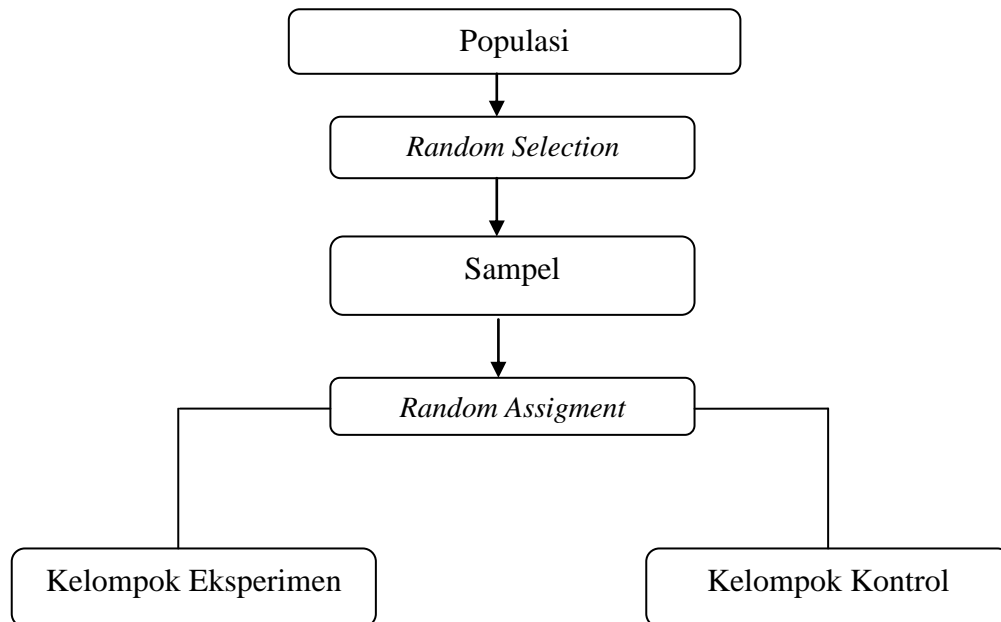 Populasi
Random Selection
Sampel
Random Assigment
Kelompok Eksperimen
Kelompok Kontrol